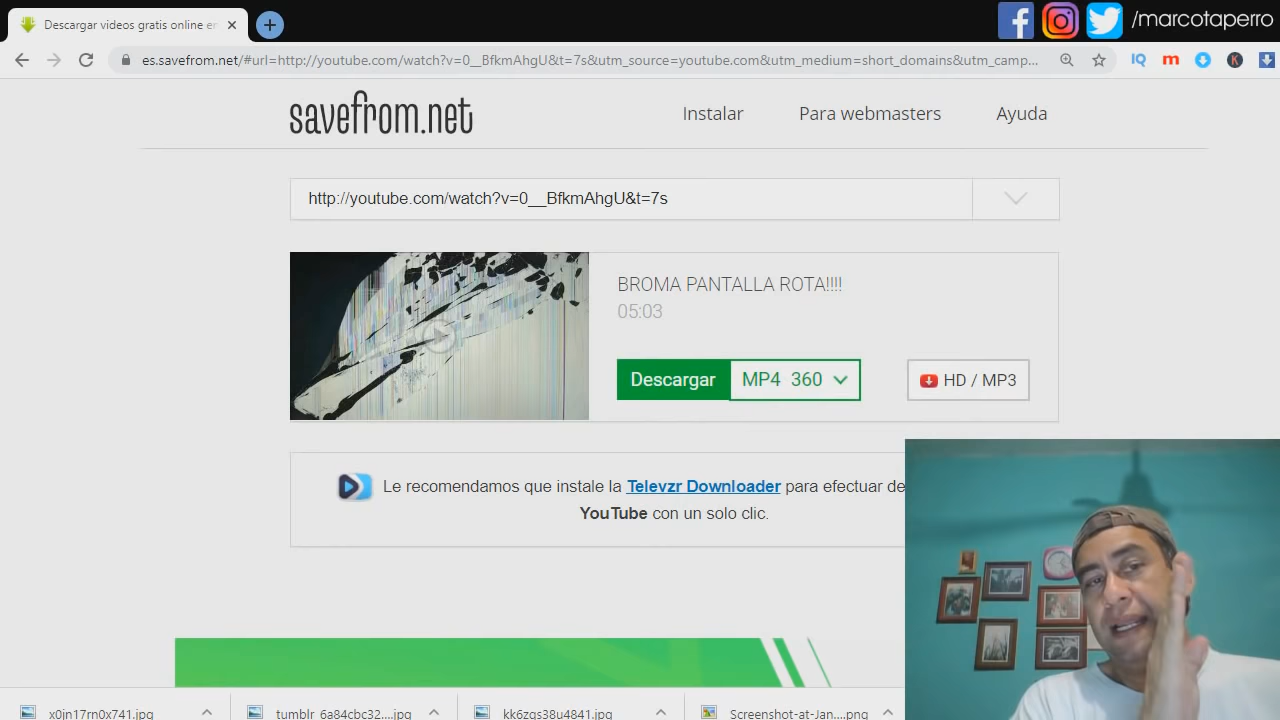 Descargar videos gratis online en
/marcotaperro
es.savefrom.net/#url=http://youtube.com/watch?v=0__BfkmAhgU&t=7s&utm_source=youtube.com&utm_medium=short_domains&utm_camp...
savefrom.net
Instalar
Para webmasters
Ayuda
http://youtube.com/watch?v=0__BfkmAhgU&t=7s
BROMA PANTALLA ROTA!!!!
05:03
Descargar
MP4 360
HD / MP3
Le recomendamos que instale la Televzr Downloader para efectuar de
YouTube con un solo clic.
x0jn17rn0x741.jpg
tumblr_6a84cbc32....jpg
kk6zqs38u4841.jpg
Screenshot-at-Jan....png